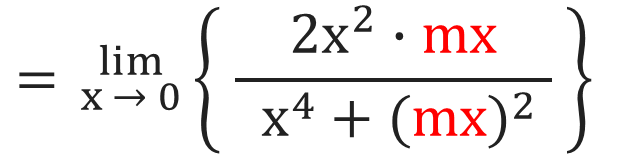 = lim x → 0 { 2x² · mx / x⁴ + (mx)² }